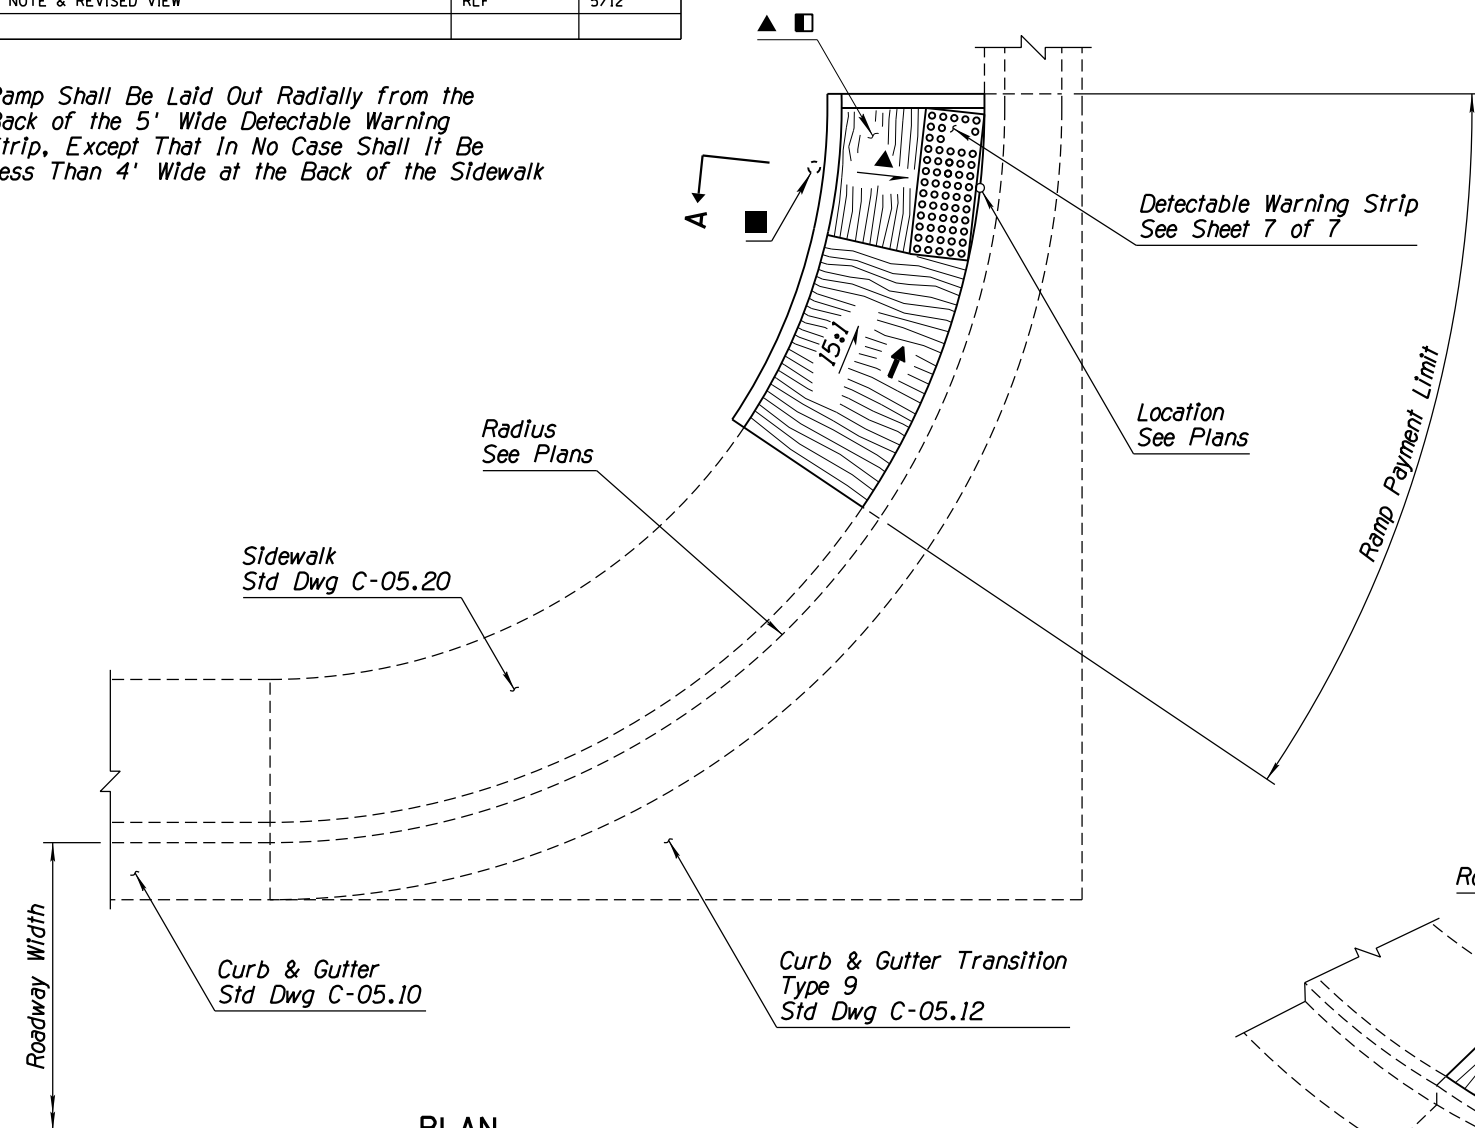 NOTE & REVISED VIEW RLF 5/12
Ramp Shall Be Laid Out Radially from the
Back of the 5' Wide Detectable Warning
Strip, Except That In No Case Shall It Be
Less Than 4' Wide at the Back of the Sidewalk
A
Detectable Warning Strip
See Sheet 7 of 7
15:1
Location
See Plans
Ramp Payment Limit
Radius
See Plans
Sidewalk
Std Dwg C-05.20
Roadway Width
Curb & Gutter
Std Dwg C-05.10
Curb & Gutter Transition
Type 9
Std Dwg C-05.12
PLAN